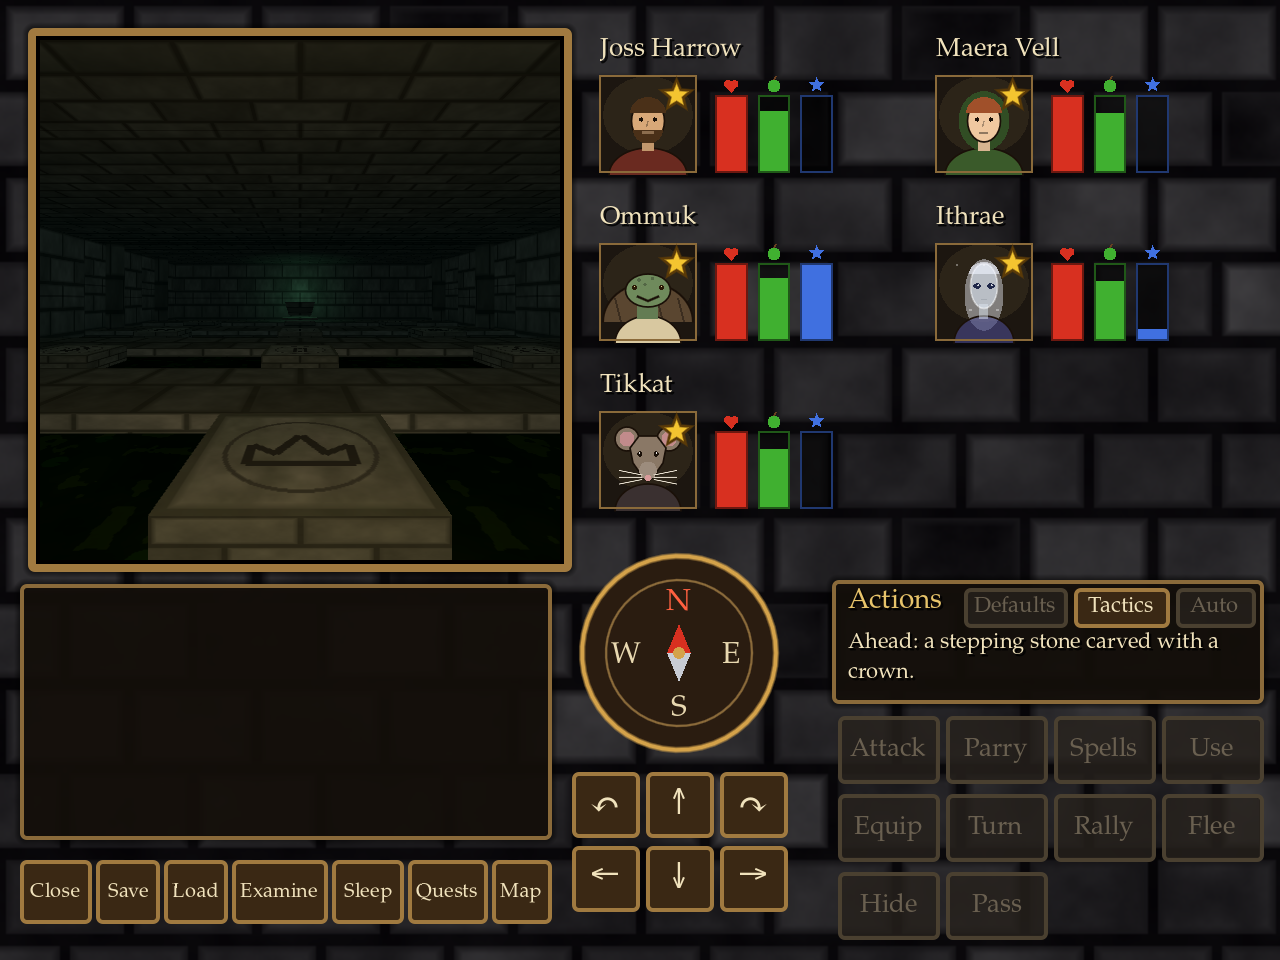 Joss Harrow
Maera Vell
Ommuk
Ithrae
Tikkat
N
W E
S
Actions Defaults Tactics Auto
Ahead: a stepping stone carved with a
crown.
Attack Parry Spells Use
Equip Turn Rally Flee
Hide Pass
Close Save Load Examine Sleep Quests Map